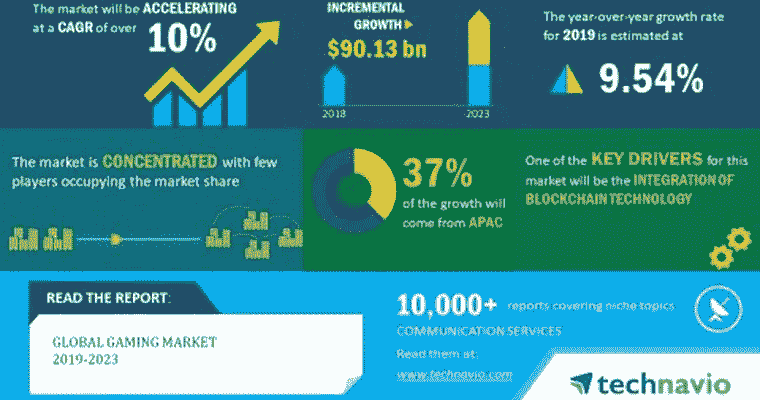 The market will be ACCELERATING
at a CAGR of over
10%
INCREMENTAL
GROWTH
$90.13 bn
2018
2023
The year-over-year growth rate
for 2019 is estimated at
9.54%
The market is CONCENTRATED with few
players occupying the market share
37%
of the growth will
come from APAC
One of the KEY DRIVERS for this
market will be the INTEGRATION OF
BLOCKCHAIN TECHNOLOGY
READ THE REPORT:
GLOBAL GAMING MARKET
2019-2023
10,000+ reports covering niche topics
COMMUNICATION SERVICES
Read them at:
www.technavio.com
technavio